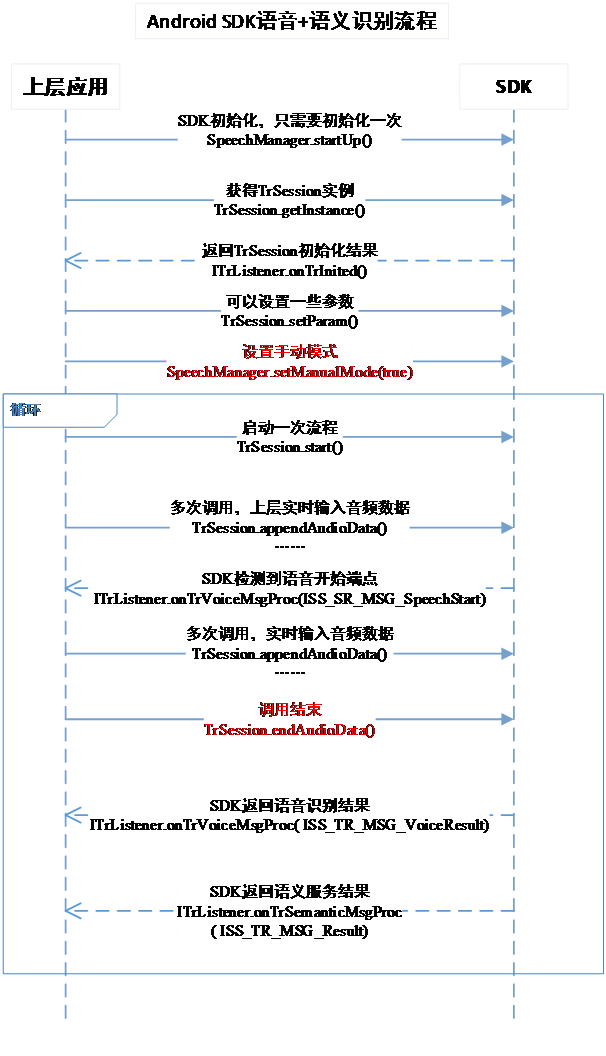 Android SDK语音+语义识别流程
上层应用
SDK
SDK初始化，只需要初始化一次
SpeechManager.startUp()
获得TrSession实例
TrSession.getInstance()
返回TrSession初始化结果
ITrListener.onTrInited()
可以设置一些参数
TrSession.setParam()
设置手动模式
SpeechManager.setManualMode(true)
循环
启动一次流程
TrSession.start()
多次调用，上层实时输入音频数据
TrSession.appendAudioData()
------
SDK检测到语音开始端点
ITrListener.onTrVoiceMsgProc(ISS_SR_MSG_SpeechStart)
多次调用，实时输入音频数据
TrSession.appendAudioData()
------
调用结束
TrSession.endAudioData()
SDK返回语音识别结果
ITrListener.onTrVoiceMsgProc( ISS_TR_MSG_VoiceResult)
SDK返回语义服务结果
ITrListener.onTrSemanticMsgProc
( ISS_TR_MSG_Result)